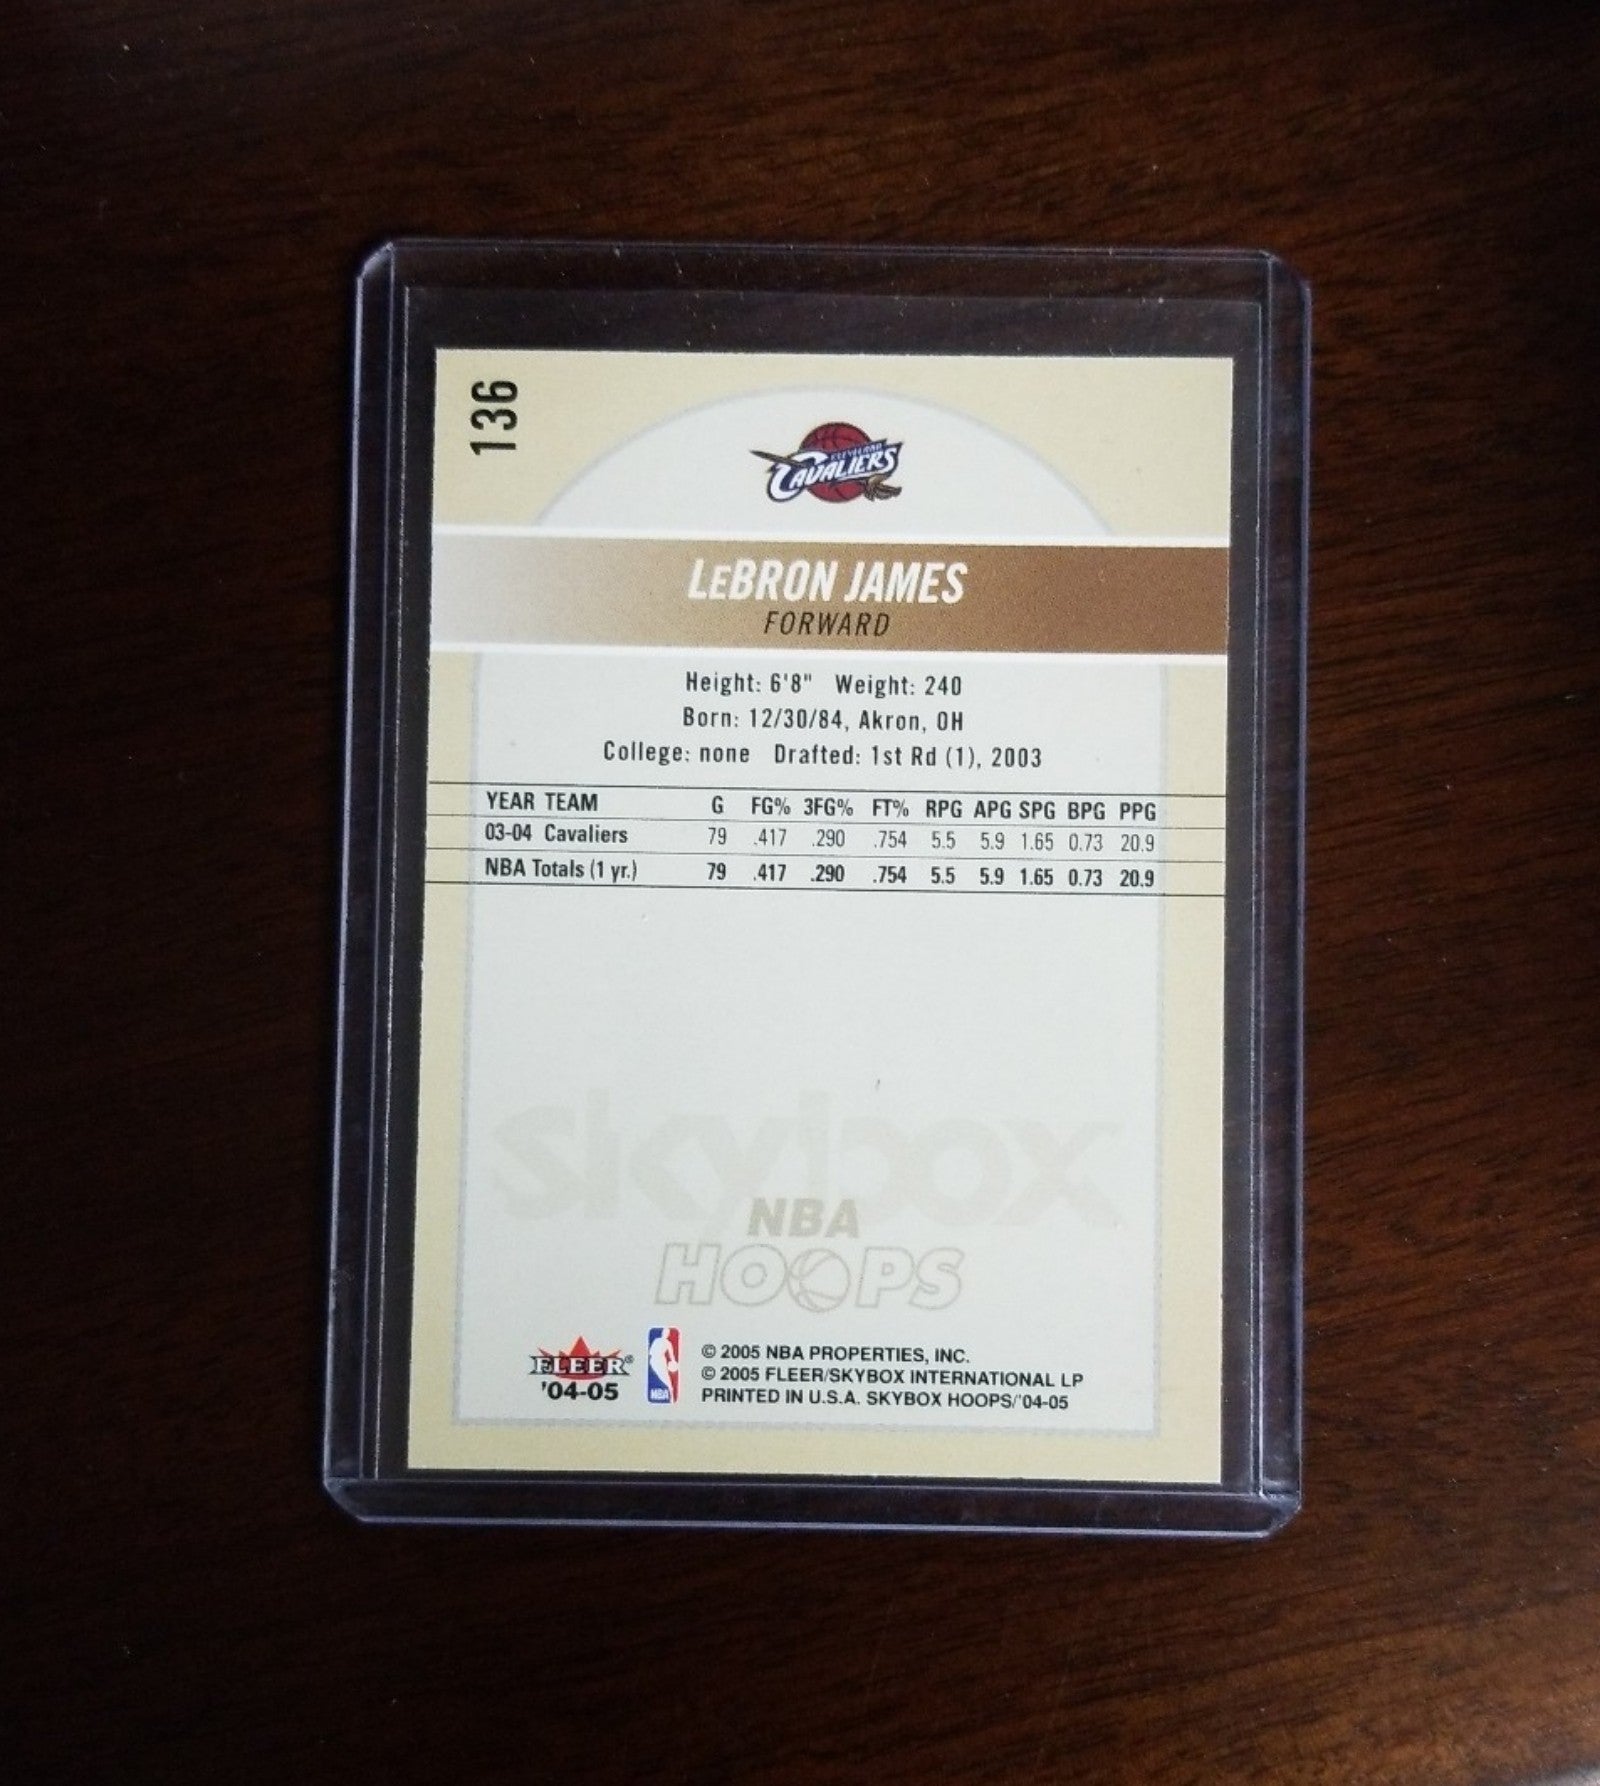 136
CLEVELAND
CAVALIERS
LeBRON JAMES
FORWARD
Height: 6'8" Weight: 240
Born: 12/30/84, Akron, OH
College: none Drafted: 1st Rd (1), 2003
YEAR TEAM G FG% 3FG% FT% RPG APG SPG BPG PPG
03-04 Cavaliers 79 .417 .290 .754 5.5 5.9 1.65 0.73 20.9
NBA Totals (1 yr.) 79 .417 .290 .754 5.5 5.9 1.65 0.73 20.9
skybox
NBA
HOOPS
FLEER®
'04-05
NBA
© 2005 NBA PROPERTIES, INC.
© 2005 FLEER/SKYBOX INTERNATIONAL LP
PRINTED IN U.S.A. SKYBOX HOOPS/'04-05